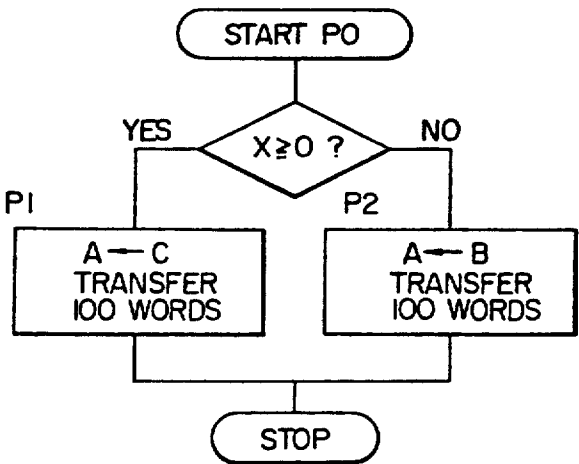 START P0
YES
X≧0 ?
NO
P1
P2
A ← C
TRANSFER
100 WORDS
A ← B
TRANSFER
100 WORDS
STOP